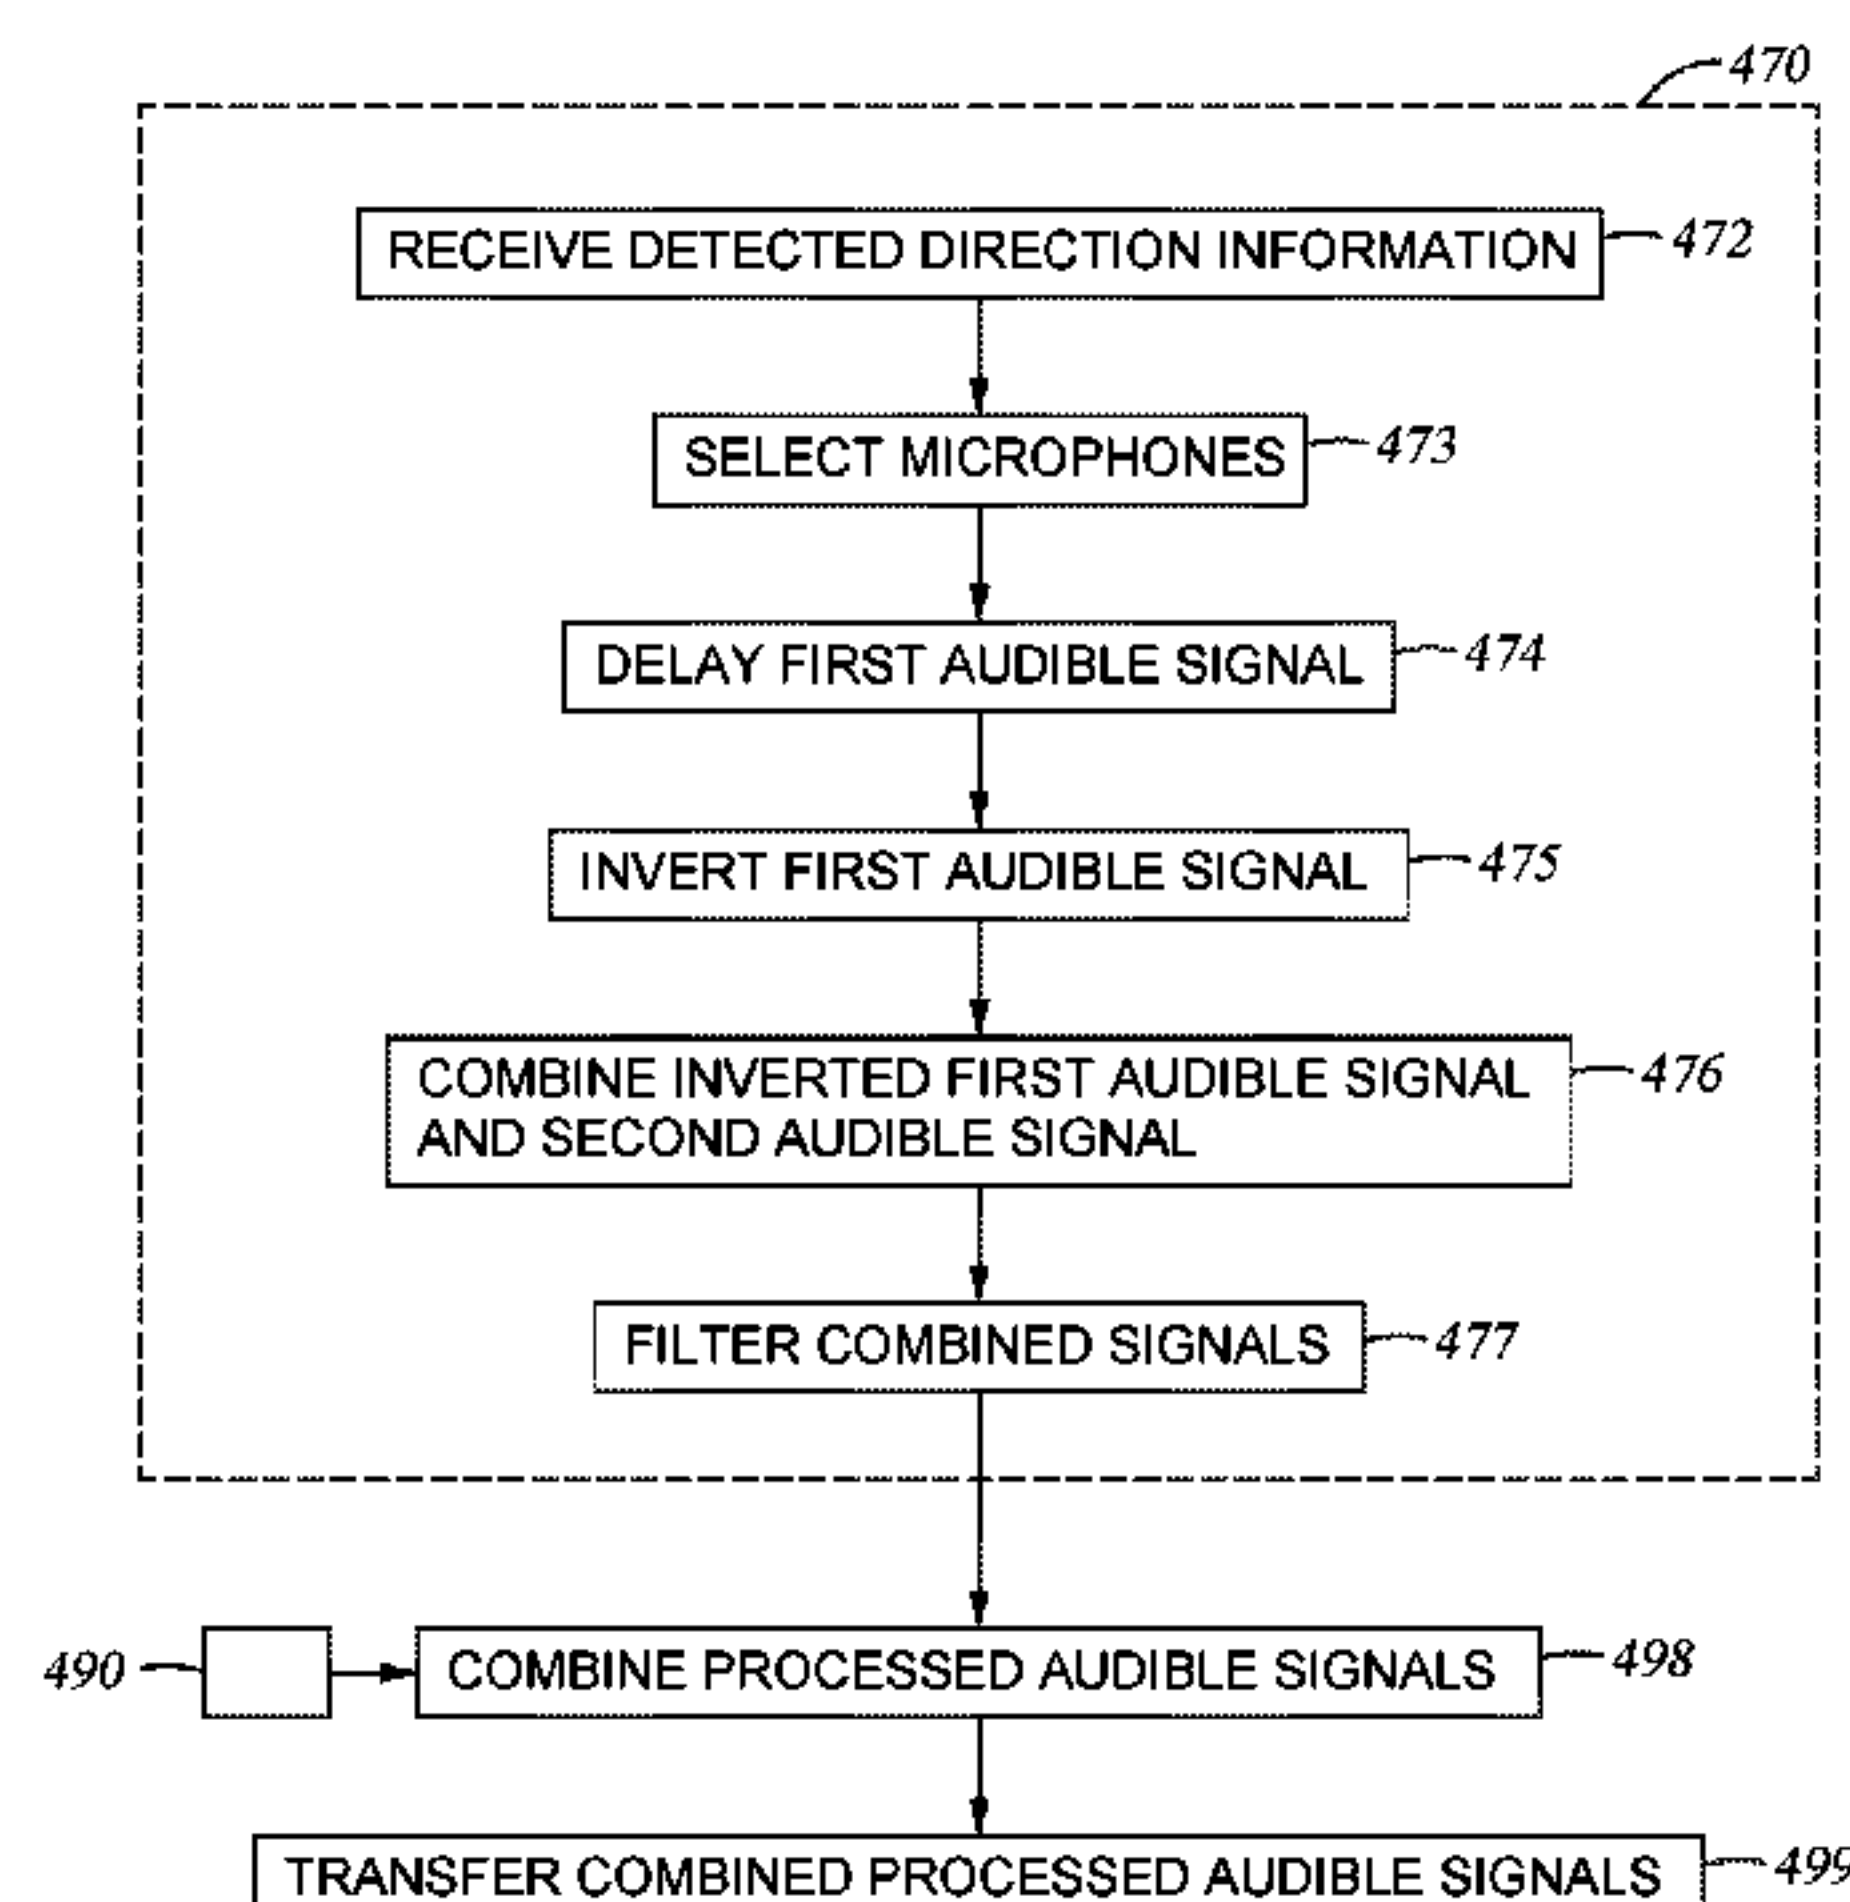 470
RECEIVE DETECTED DIRECTION INFORMATION 472
SELECT MICROPHONES 473
DELAY FIRST AUDIBLE SIGNAL 474
INVERT FIRST AUDIBLE SIGNAL 475
COMBINE INVERTED FIRST AUDIBLE SIGNAL 476
AND SECOND AUDIBLE SIGNAL
FILTER COMBINED SIGNALS 477
490 COMBINE PROCESSED AUDIBLE SIGNALS 498
TRANSFER COMBINED PROCESSED AUDIBLE SIGNALS 499